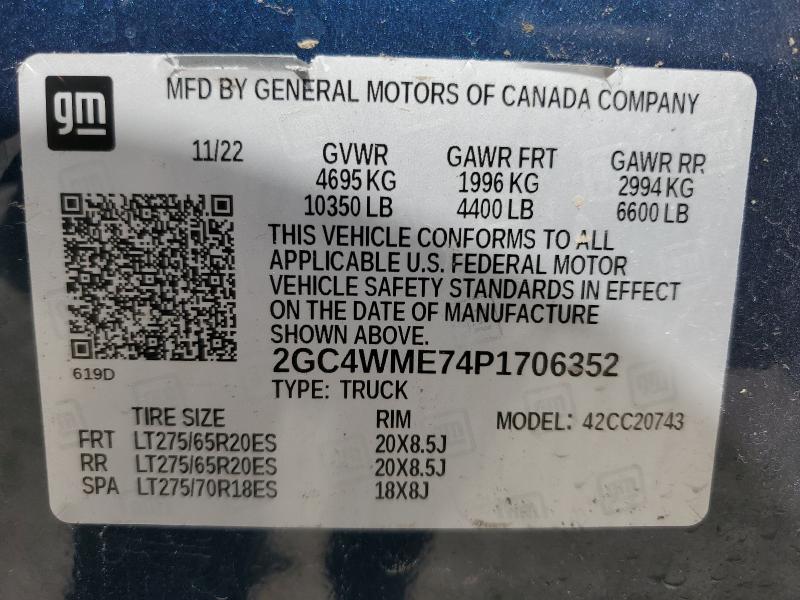 gm
MFD BY GENERAL MOTORS OF CANADA COMPANY
11/22 GVWR GAWR FRT GAWR RR
4695 KG 1996 KG 2994 KG
10350 LB 4400 LB 6600 LB
THIS VEHICLE CONFORMS TO ALL
APPLICABLE U.S. FEDERAL MOTOR
VEHICLE SAFETY STANDARDS IN EFFECT
ON THE DATE OF MANUFACTURE
SHOWN ABOVE.
619D
2GC4WME74P1706352
TYPE: TRUCK
TIRE SIZE RIM MODEL: 42CC20743
FRT LT275/65R20ES 20X8.5J
RR LT275/65R20ES 20X8.5J
SPA LT275/70R18ES 18X8J